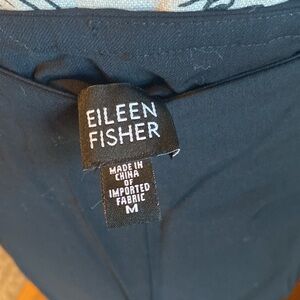 EILEEN
FISHER
MADE IN
CHINA
OF
IMPORTED
FABRIC
M